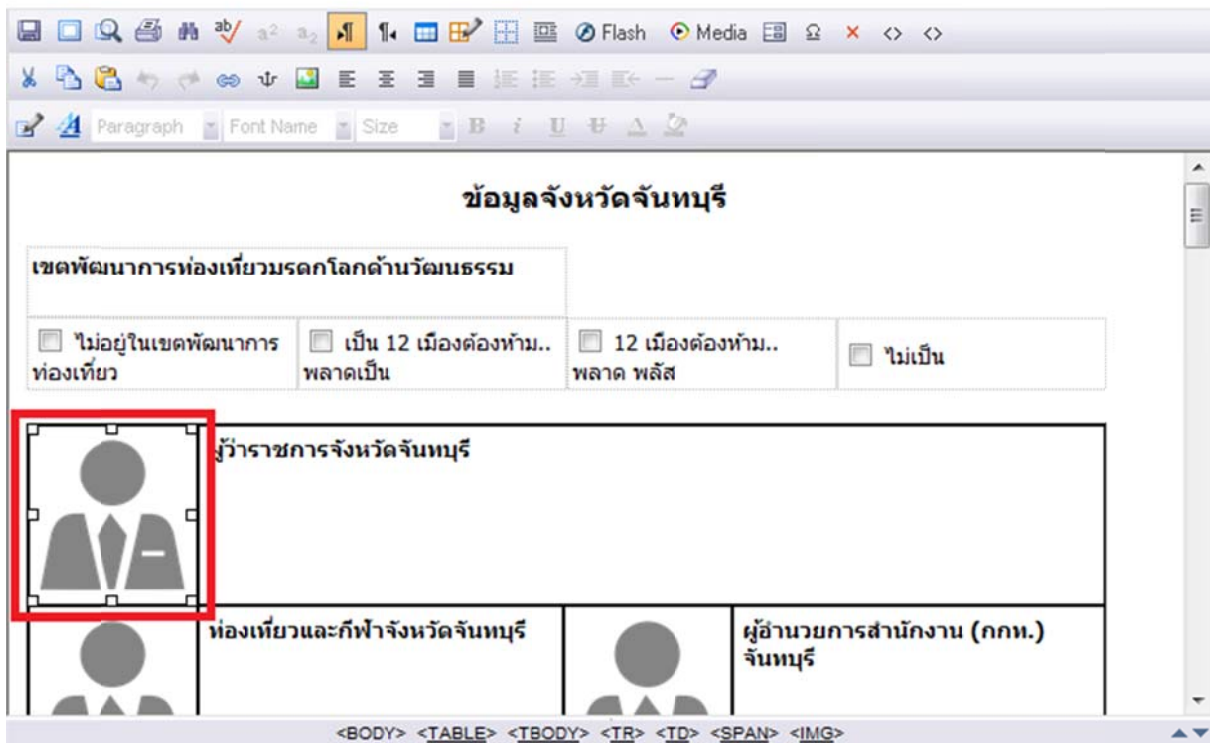 Flash Media
Paragraph Font Name Size B i U
ข้อมูลจังหวัดจันทบุรี
เขตพัฒนาการท่องเที่ยวมรดกโลกด้านวัฒนธรรม
ไม่อยู่ในเขตพัฒนาการ
ท่องเที่ยว
เป็น 12 เมืองต้องห้าม..
พลาดเป็น
12 เมืองต้องห้าม..
พลาด พลัส
ไม่เป็น
ผู้ว่าราชการจังหวัดจันทบุรี
ท่องเที่ยวและกีฬาจังหวัดจันทบุรี
ผู้อำนวยการสำนักงาน (กกท.)
จันทบุรี
<BODY> <TABLE> <TBODY> <TR> <TD> <SPAN> <IMG>